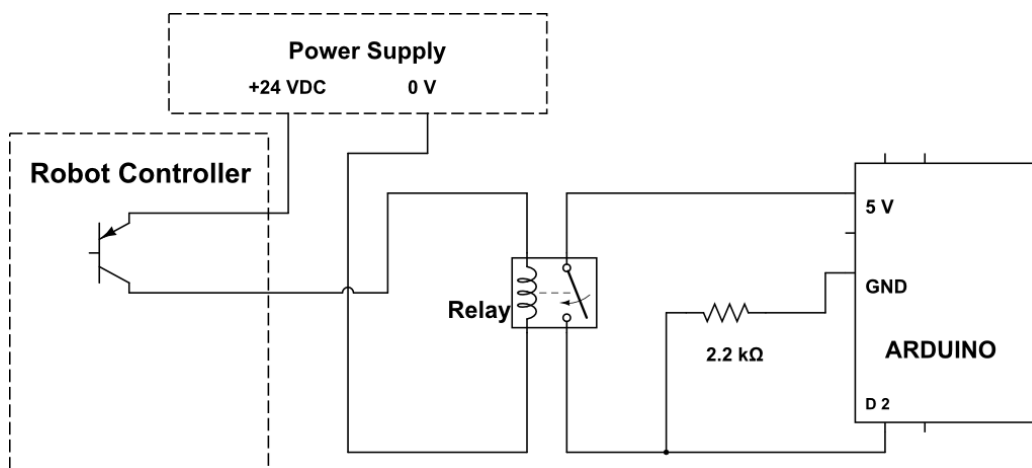 Power Supply
+24 VDC 0 V
Robot Controller
5 V
GND
Relay
2.2 kΩ
ARDUINO
D 2